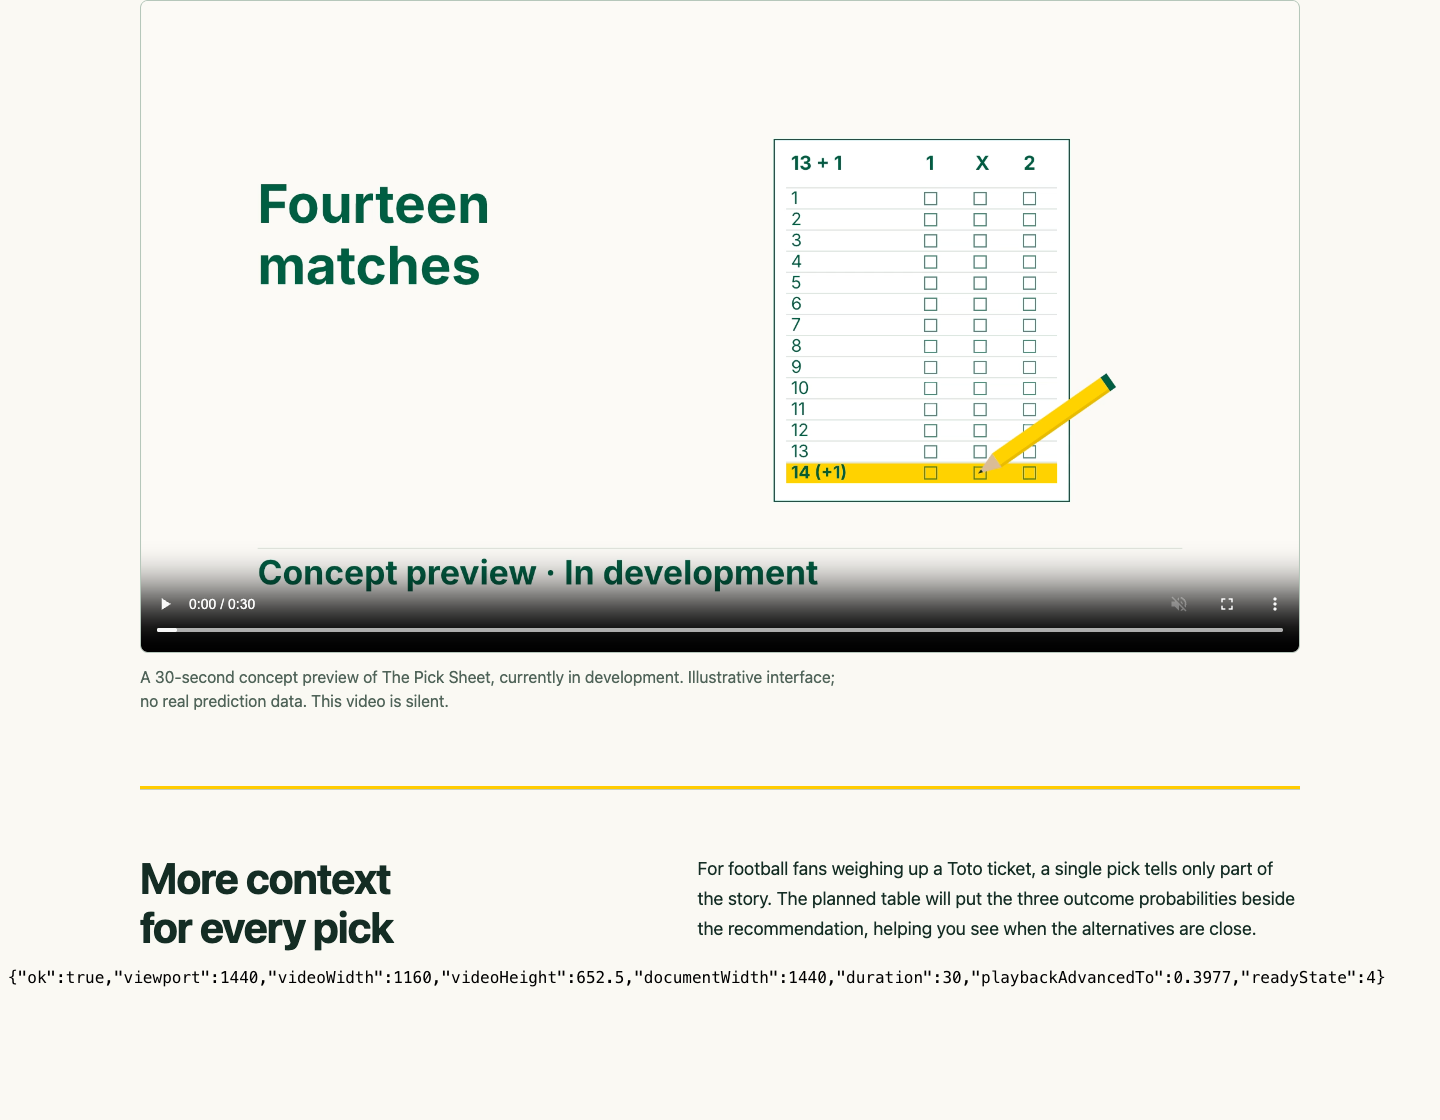 Fourteen
matches
13 + 1 1 X 2
1
2
3
4
5
6
7
8
9
10
11
12
13
14 (+1)
Concept preview · In development
0:00 / 0:30
A 30-second concept preview of The Pick Sheet, currently in development. Illustrative interface;
no real prediction data. This video is silent.
More context
for every pick
For football fans weighing up a Toto ticket, a single pick tells only part of
the story. The planned table will put the three outcome probabilities beside
the recommendation, helping you see when the alternatives are close.
{"ok":true,"viewport":1440,"videoWidth":1160,"videoHeight":652.5,"documentWidth":1440,"duration":30,"playbackAdvancedTo":0.3977,"readyState":4}